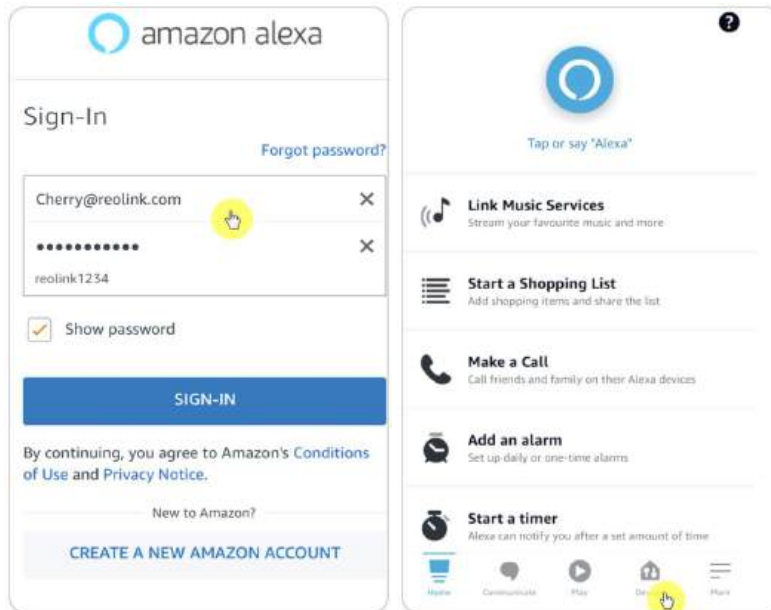 amazon alexa
Sign-In
Forgot password?
Cherry@reolink.com
•••••••••••
reolink1234
Show password
SIGN-IN
By continuing, you agree to Amazon's Conditions
of Use and Privacy Notice.
New to Amazon?
CREATE A NEW AMAZON ACCOUNT
?
Tap or say "Alexa"
Link Music Services
Stream your favourite music and more
Start a Shopping List
Add shopping items and share the list
Make a Call
Call friends and family on their Alexa devices
Add an alarm
Set up daily or one-time alarms
Start a timer
Alexa can notify you after a set amount of time
Home
Communicate
Play
More